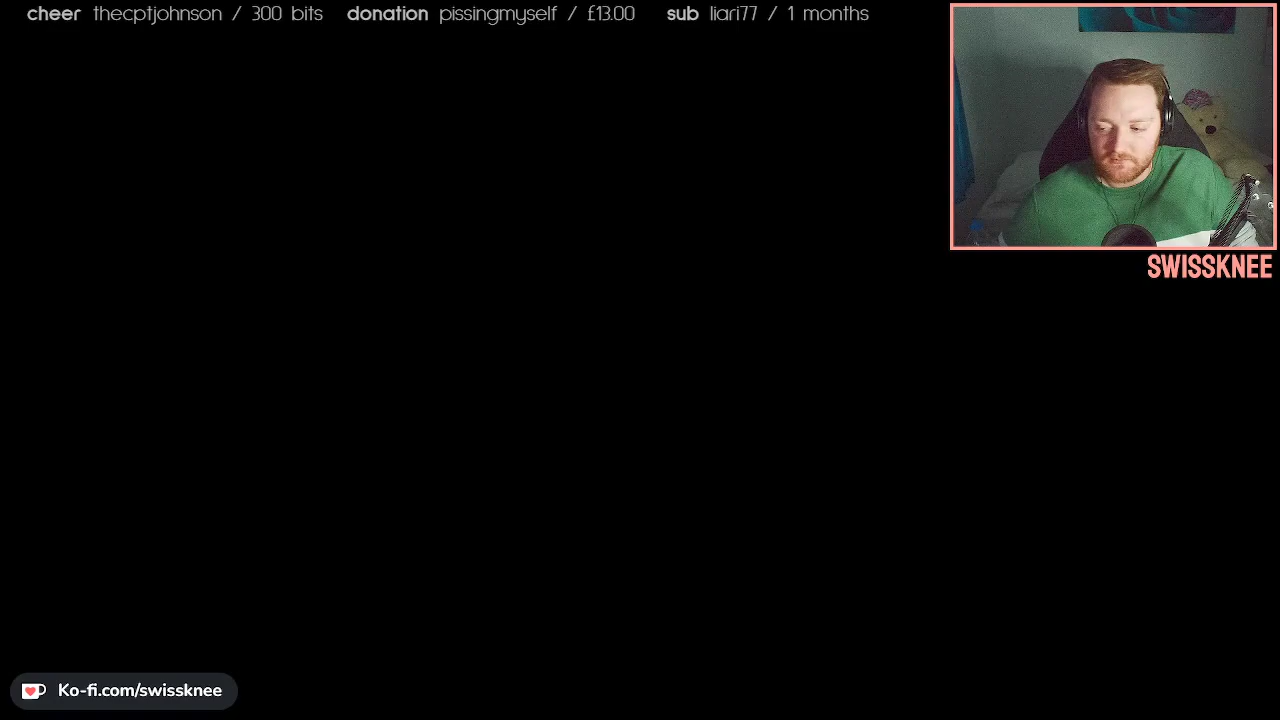 cheer thecptjohnson / 300 bits donation pissingmyself / £13.00 sub liari77 / 1 months
SWISSKNEE
Ko-fi.com/swissknee